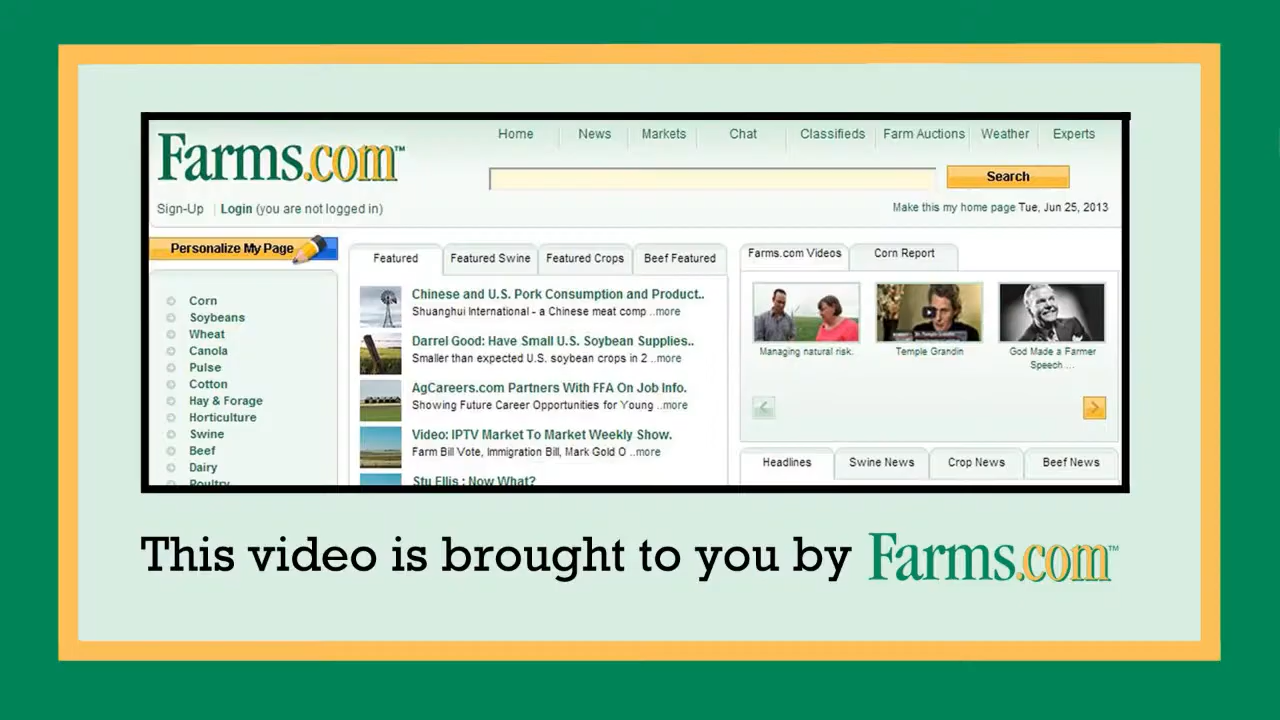 Farms.com™
Home
News
Markets
Chat
Classifieds
Farm Auctions
Weather
Experts
Search
Sign-Up | Login (you are not logged in)
Make this my home page Tue, Jun 25, 2013
Personalize My Page
Corn
Soybeans
Wheat
Canola
Pulse
Cotton
Hay & Forage
Horticulture
Swine
Beef
Dairy
Poultry
Featured
Featured Swine
Featured Crops
Beef Featured
Chinese and U.S. Pork Consumption and Product..
Shuanghui International - a Chinese meat comp ..more
Darrel Good: Have Small U.S. Soybean Supplies..
Smaller than expected U.S. soybean crops in 2 ..more
AgCareers.com Partners With FFA On Job Info.
Showing Future Career Opportunities for Young ..more
Video: IPTV Market To Market Weekly Show.
Farm Bill Vote, Immigration Bill, Mark Gold O ..more
Stu Ellis : Now What?
Farms.com Videos
Corn Report
Dr. Temple Grandin
Managing natural risk.
Temple Grandin
God Made a Farmer
Speech....
Headlines
Swine News
Crop News
Beef News
This video is brought to you by Farms.com™